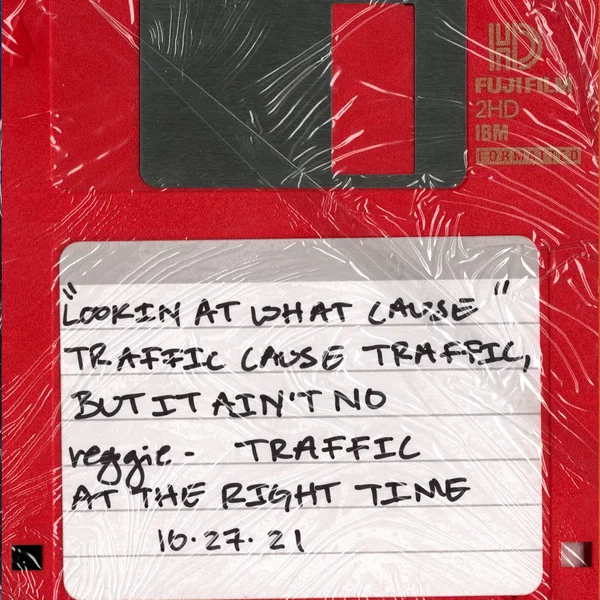 HD
FUJIFILM
2HD
IBM
FORMATTED
"LOOKIN AT WHAT CAUSE"
TRAFFIC CAUSE TRAFFIC,
BUT IT AIN'T NO
reggie - TRAFFIC
AT THE RIGHT TIME
10.27.21